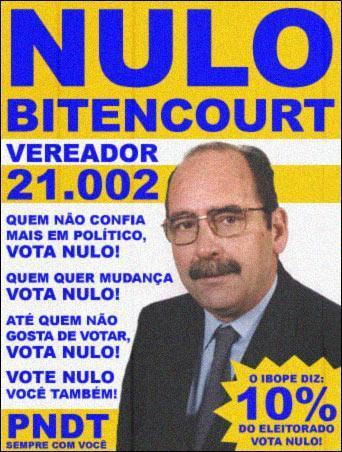 NULO
BITENCOURT
VEREADOR
21.002
QUEM NÃO CONFIA
MAIS EM POLÍTICO,
VOTA NULO!
QUEM QUER MUDANÇA
VOTA NULO!
ATÉ QUEM NÃO
GOSTA DE VOTAR,
VOTA NULO!
VOTE NULO
VOCÊ TAMBÉM!
PNDT
SEMPRE COM VOCÊ
O IBOPE DIZ:
10%
DO ELEITORADO
VOTA NULO!